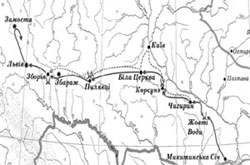 Замостя
Київ
Львів
Зборів
Збараж
Пилявці
Біла Церква
Корсунь
Чигирин
Жовті
Води
Микитинська Січ